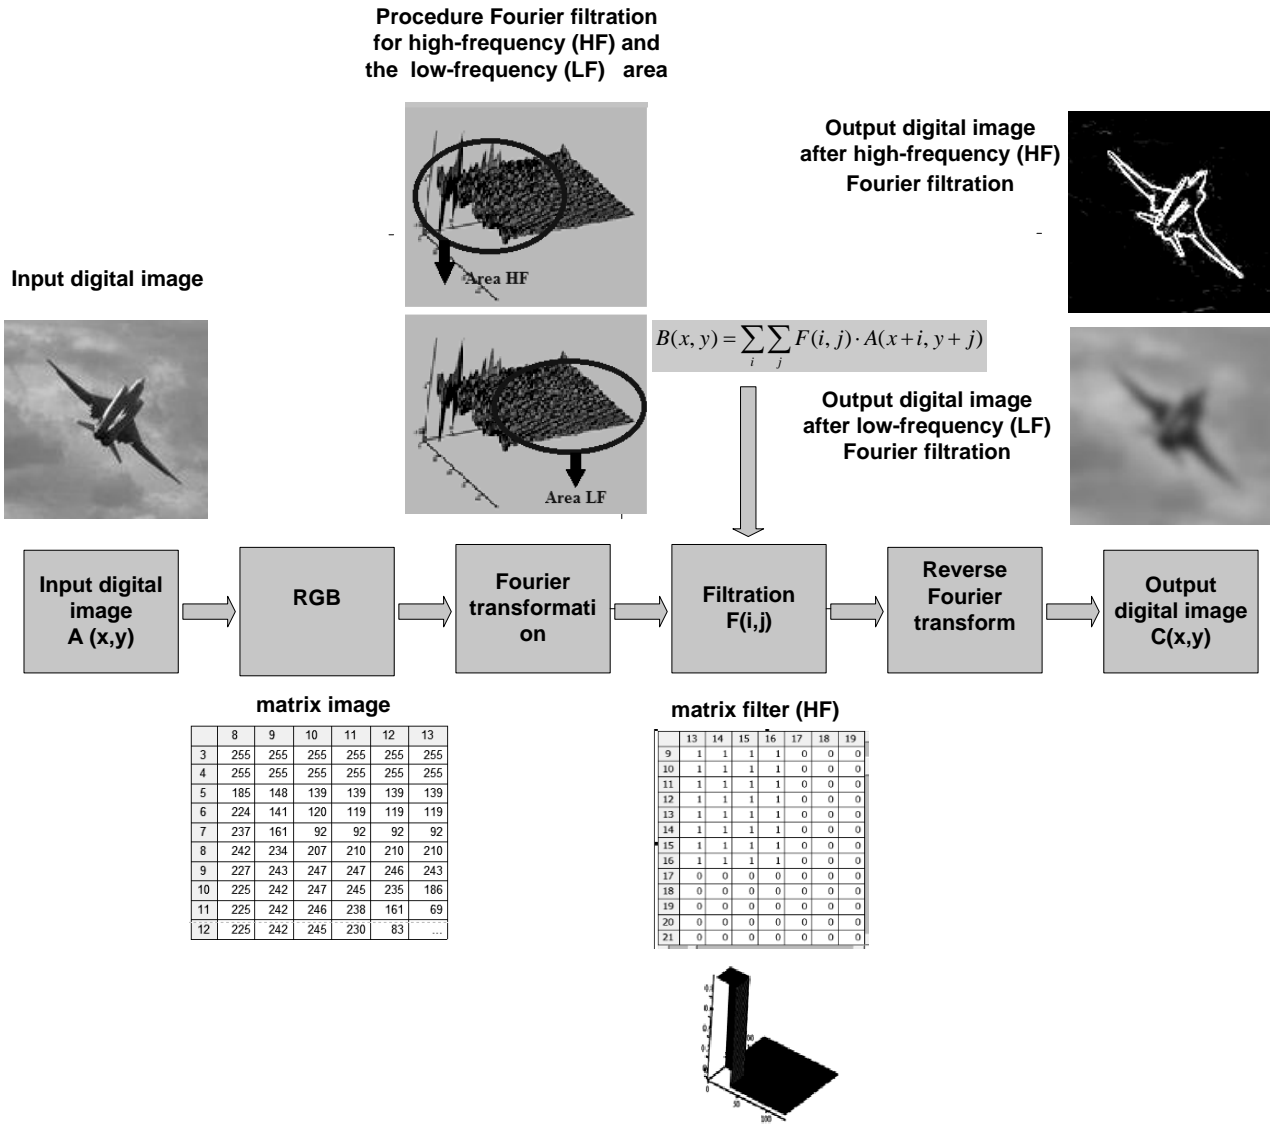 Procedure Fourier filtration
for high-frequency (HF) and
the low-frequency (LF) area
Area HF
Output digital image
after high-frequency (HF)
Fourier filtration
Input digital image
B(x, y) = ∑∑ F(i, j) · A(x+i, y+j)
i j
Area LF
Output digital image
after low-frequency (LF)
Fourier filtration
Input digital
image
A (x,y)
RGB
Fourier
transformati
on
Filtration
F(i,j)
Reverse
Fourier
transform
Output
digital image
C(x,y)
matrix image
8 9 10 11 12 13
3 255 255 255 255 255 255
4 255 255 255 255 255 255
5 185 148 139 139 139 139
6 224 141 120 119 119 119
7 237 161 92 92 92 92
8 242 234 207 210 210 210
9 227 243 247 247 246 243
10 225 242 247 245 235 186
11 225 242 246 238 161 69
12 225 242 245 230 83 ...
matrix filter (HF)
13 14 15 16 17 18 19
9 1 1 1 1 0 0 0
10 1 1 1 1 0 0 0
11 1 1 1 1 0 0 0
12 1 1 1 1 0 0 0
13 1 1 1 1 0 0 0
14 1 1 1 1 0 0 0
15 1 1 1 1 0 0 0
16 1 1 1 1 0 0 0
17 0 0 0 0 0 0 0
18 0 0 0 0 0 0 0
19 0 0 0 0 0 0 0
20 0 0 0 0 0 0 0
21 0 0 0 0 0 0 0
0
50
100